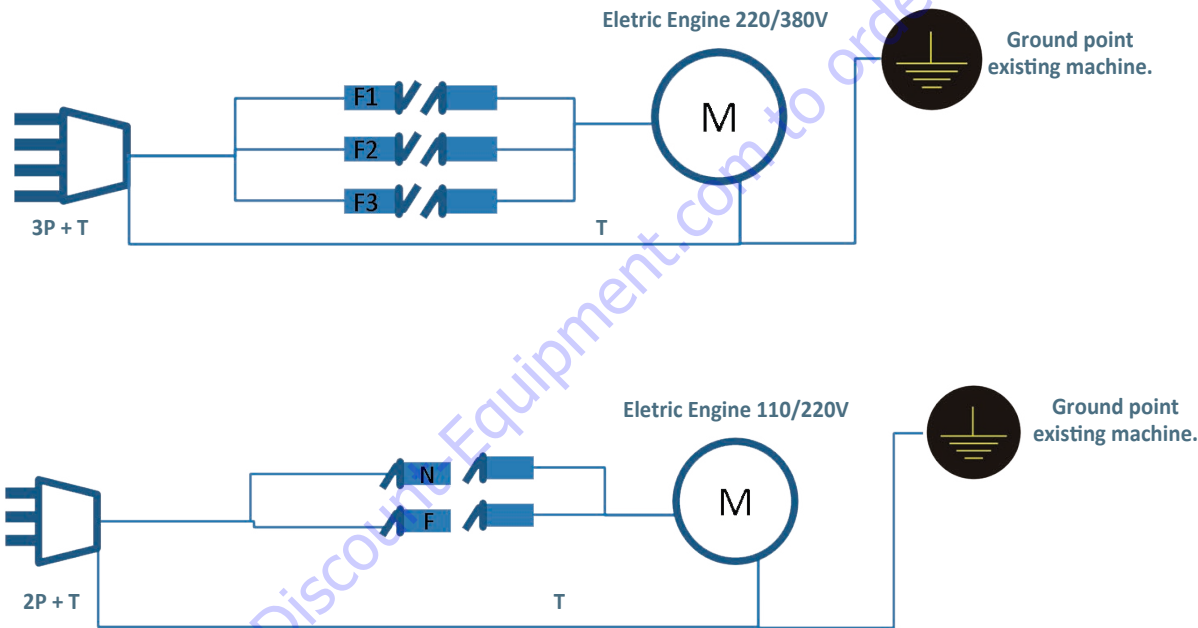 Eletric Engine 220/380V
Ground point
existing machine.
F1
M
F2
F3
3P + T
T
Eletric Engine 110/220V
Ground point
existing machine.
N
M
F
2P + T
T
Discount-Equipment.com to orde